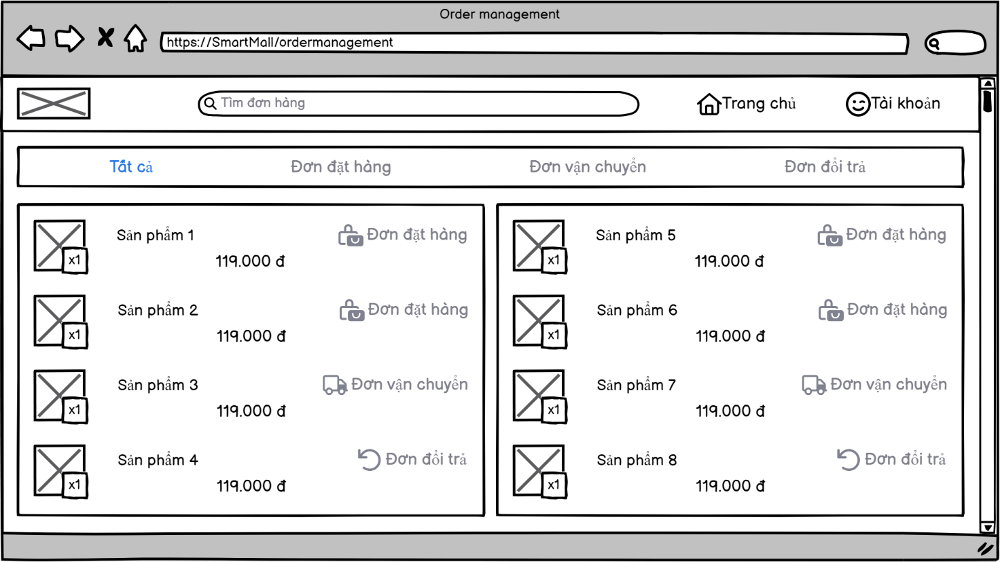 Order management
https://SmartMall/ordermanagement
Tìm đơn hàng
Trang chủ
Tài khoản
Tất cả
Đơn đặt hàng
Đơn vận chuyển
Đơn đổi trả
Sản phẩm 1
Đơn đặt hàng
x1
119.000 đ
Sản phẩm 2
Đơn đặt hàng
x1
119.000 đ
Sản phẩm 3
Đơn vận chuyển
x1
119.000 đ
Sản phẩm 4
Đơn đổi trả
x1
119.000 đ
Sản phẩm 5
Đơn đặt hàng
x1
119.000 đ
Sản phẩm 6
Đơn đặt hàng
x1
119.000 đ
Sản phẩm 7
Đơn vận chuyển
x1
119.000 đ
Sản phẩm 8
Đơn đổi trả
x1
119.000 đ